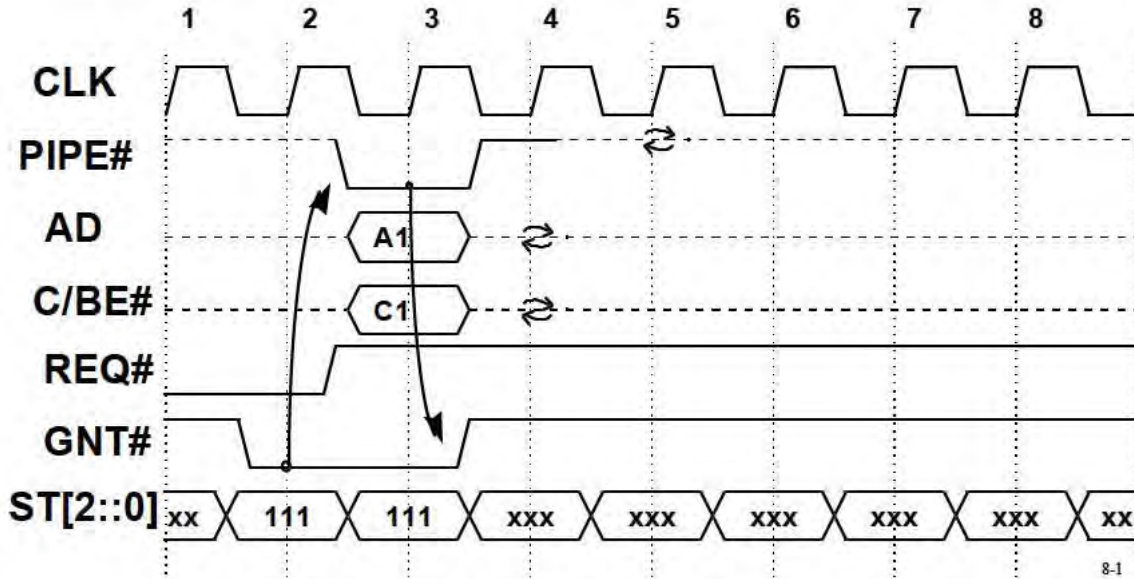 1 2 3 4 5 6 7 8
CLK
PIPE#
AD A1
C/BE# C1
REQ#
GNT#
ST[2::0] xx 111 111 xxx xxx xxx xxx xx
8-1